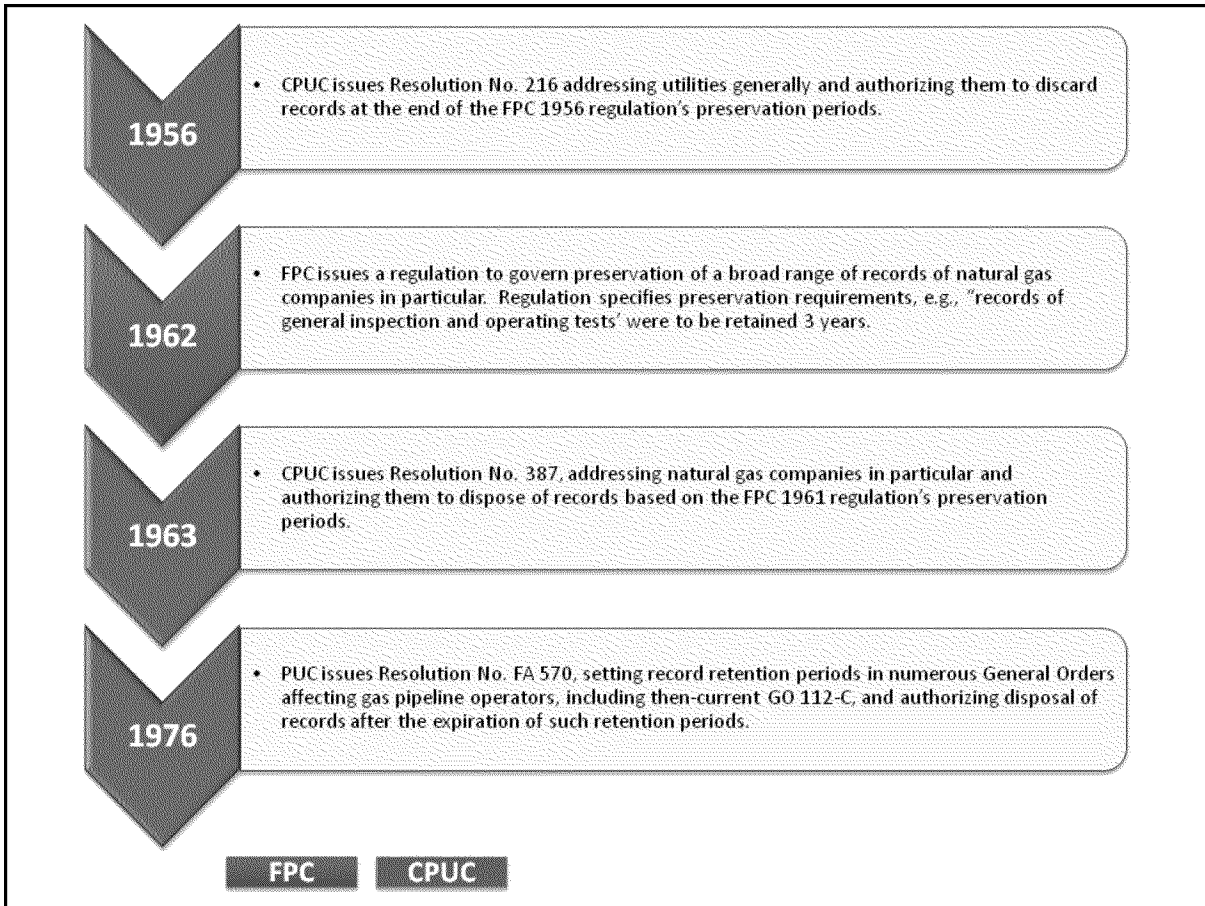 1956
• CPUC issues Resolution No. 216 addressing utilities generally and authorizing them to discard
records at the end of the FPC 1956 regulation's preservation periods.
1962
• FPC issues a regulation to govern preservation of a broad range of records of natural gas
companies in particular. Regulation specifies preservation requirements, e.g., "records of
general inspection and operating tests' were to be retained 3 years.
1963
• CPUC issues Resolution No. 387, addressing natural gas companies in particular and
authorizing them to dispose of records based on the FPC 1961 regulation's preservation
periods.
1976
• PUC issues Resolution No. FA 570, setting record retention periods in numerous General Orders
affecting gas pipeline operators, including then-current GO 112-C, and authorizing disposal of
records after the expiration of such retention periods.
FPC CPUC